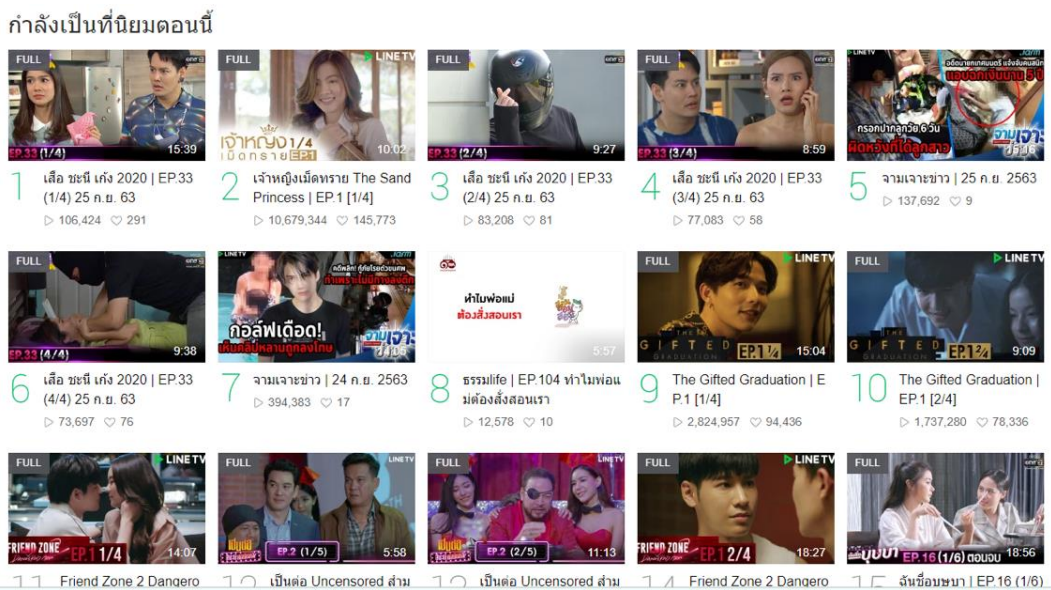 กำลังเป็นที่นิยมตอนนี้
FULL
EP.33 (1/4)
15:39
FULL
LINE TV
เจ้าหญิง 1/4
เม็ดทราย EP.1
10:02
FULL
EP.33 (2/4)
9:27
FULL
EP.33 (3/4)
8:59
LINE TV
กรอกปากลูกวัย 6 วัน
ผิดหวังที่ได้ลูกสาว
1
เสือ ชะนี เก้ง 2020 | EP.33
(1/4) 25 ก.ย. 63
106,424
291
2
เจ้าหญิงเม็ดทราย The Sand
Princess | EP.1 [1/4]
10,679,344
145,773
3
เสือ ชะนี เก้ง 2020 | EP.33
(2/4) 25 ก.ย. 63
83,208
81
4
เสือ ชะนี เก้ง 2020 | EP.33
(3/4) 25 ก.ย. 63
77,083
58
5
จามเจาะข่าว | 25 ก.ย. 2563
137,692
9
FULL
EP.33 (4/4)
9:38
LINE TV
กอล์ฟเดือด!
เห็นคลิปหลานถูกลงโทษ
ทำไมพ่อแม่
ต้องสั่งสอนเรา
5:57
FULL
LINE TV
THE
GIFTED
GRADUATION
EP.1 1/4
15:04
FULL
LINE TV
THE
GIFTED
GRADUATION
EP.1 2/4
9:09
6
เสือ ชะนี เก้ง 2020 | EP.33
(4/4) 25 ก.ย. 63
73,697
76
7
จามเจาะข่าว | 24 ก.ย. 2563
394,383
17
8
ธรรมlife | EP.104 ทำไมพ่อแ
ม่ต้องสั่งสอนเรา
12,578
10
9
The Gifted Graduation | E
P.1 [1/4]
2,824,957
94,436
10
The Gifted Graduation |
EP.1 [2/4]
1,737,280
78,336
FULL
LINE TV
FRIEND ZONE
EP.1 1/4
14:07
FULL
LINE TV
EP.2 (1/5)
5:58
FULL
LINE TV
EP.2 (2/5)
11:13
FULL
LINE TV
FRIEND ZONE
EP.1 2/4
18:27
FULL
EP.16 (1/6) ตอนจบ
18:56
Friend Zone 2 Dangero
เป็นต่อ Uncensored สำม
เป็นต่อ Uncensored สำม
Friend Zone 2 Dangero
ฉันชื่อบุษบา | EP.16 (1/6)